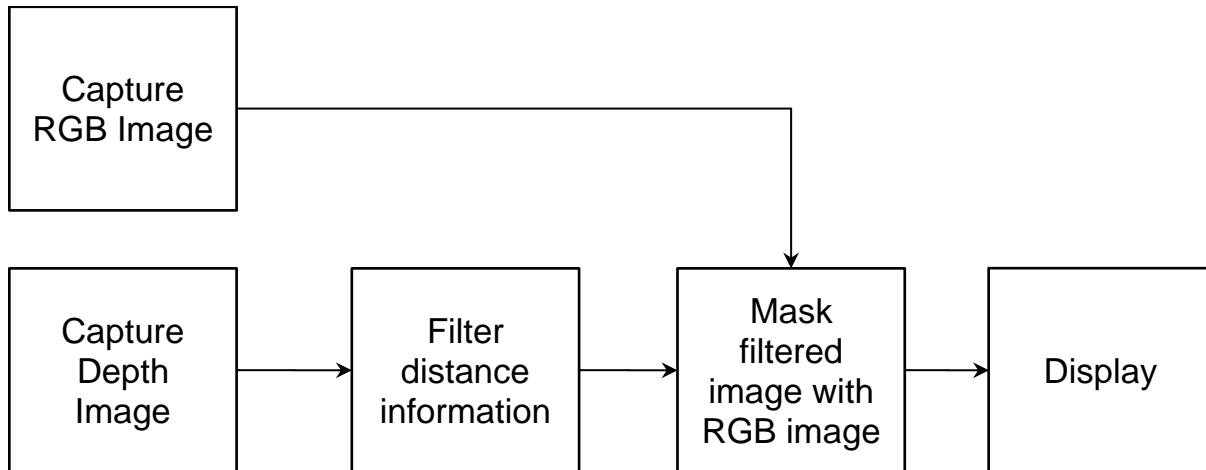 Capture
RGB Image
Capture
Depth
Image
Filter
distance
information
Mask
filtered
image with
RGB image
Display